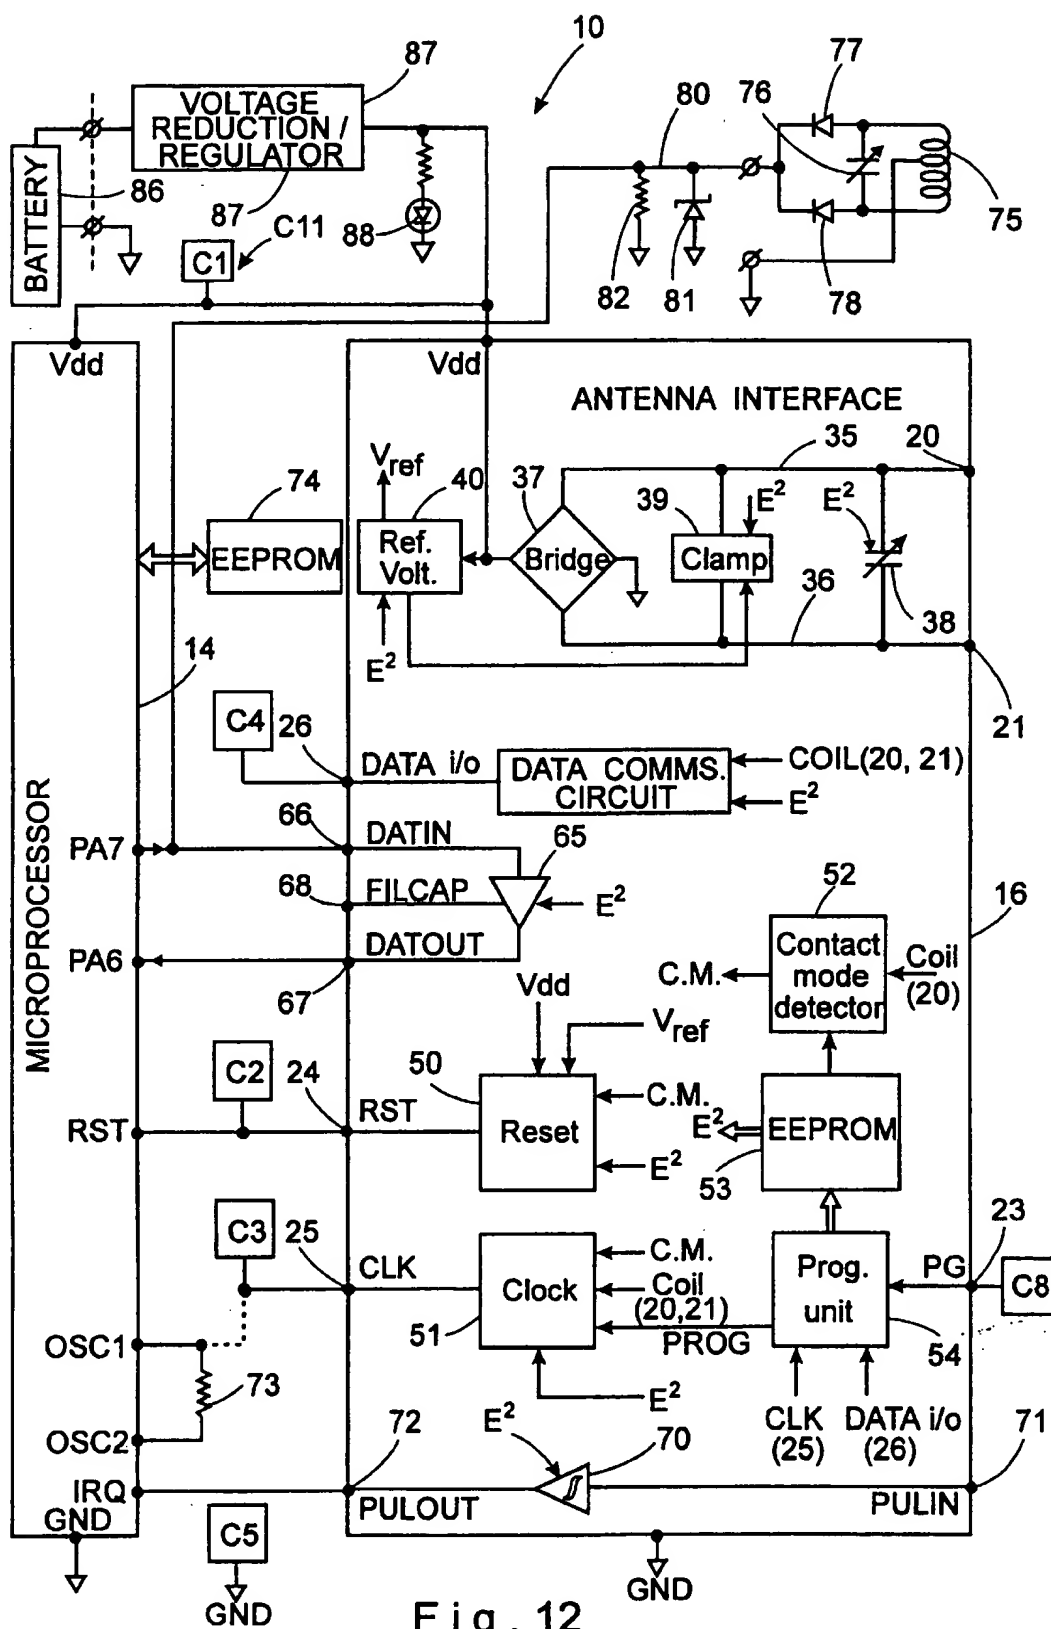 10
87
VOLTAGE
REDUCTION /
REGULATOR
77
76
80
BATTERY
86
87
C11
88
C1
75
82
81
78
Vdd
Vdd
ANTENNA INTERFACE
35
20
Vref
40
37
39
E²
E²
74
EEPROM
Ref.
Volt.
Bridge
Clamp
36
38
E²
14
21
C4
26
DATA i/o
DATA COMMS.
CIRCUIT
COIL(20, 21)
E²
MICROPROCESSOR
66
DATIN
65
PA7
68
FILCAP
E²
52
16
DATOUT
PA6
67
Contact
mode
detector
C.M.
Coil
(20)
Vdd
Vref
C2
24
50
RST
RST
Reset
C.M.
E²
E²
EEPROM
53
C3
25
CLK
Clock
51
C.M.
Coil
(20,21)
PROG
Prog.
unit
PG
23
C8
54
OSC1
73
E²
CLK
(25)
DATA i/o
(26)
OSC2
72
E²
70
71
IRQ
PULOUT
PULIN
GND
C5
GND
GND
Fig. 12